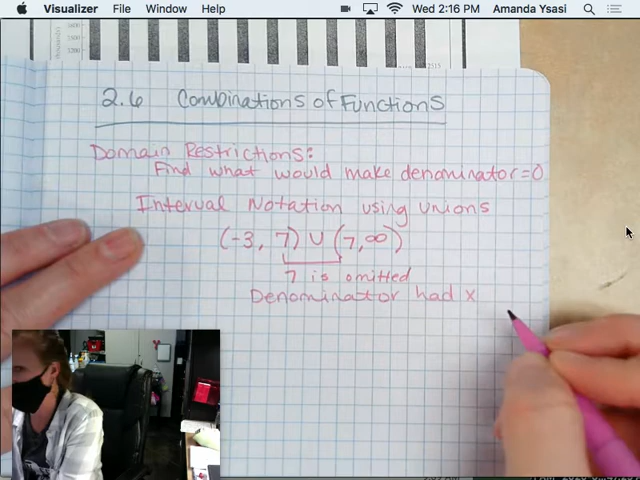 Visualizer File Window Help Wed 2:16 PM Amanda Ysasi
2.6 Combinations of Functions
Domain Restrictions:
Find what would make denominator=0
Interval Notation using Unions
(-3, 7) ∪ (7, ∞)
7 is omitted
Denominator had x